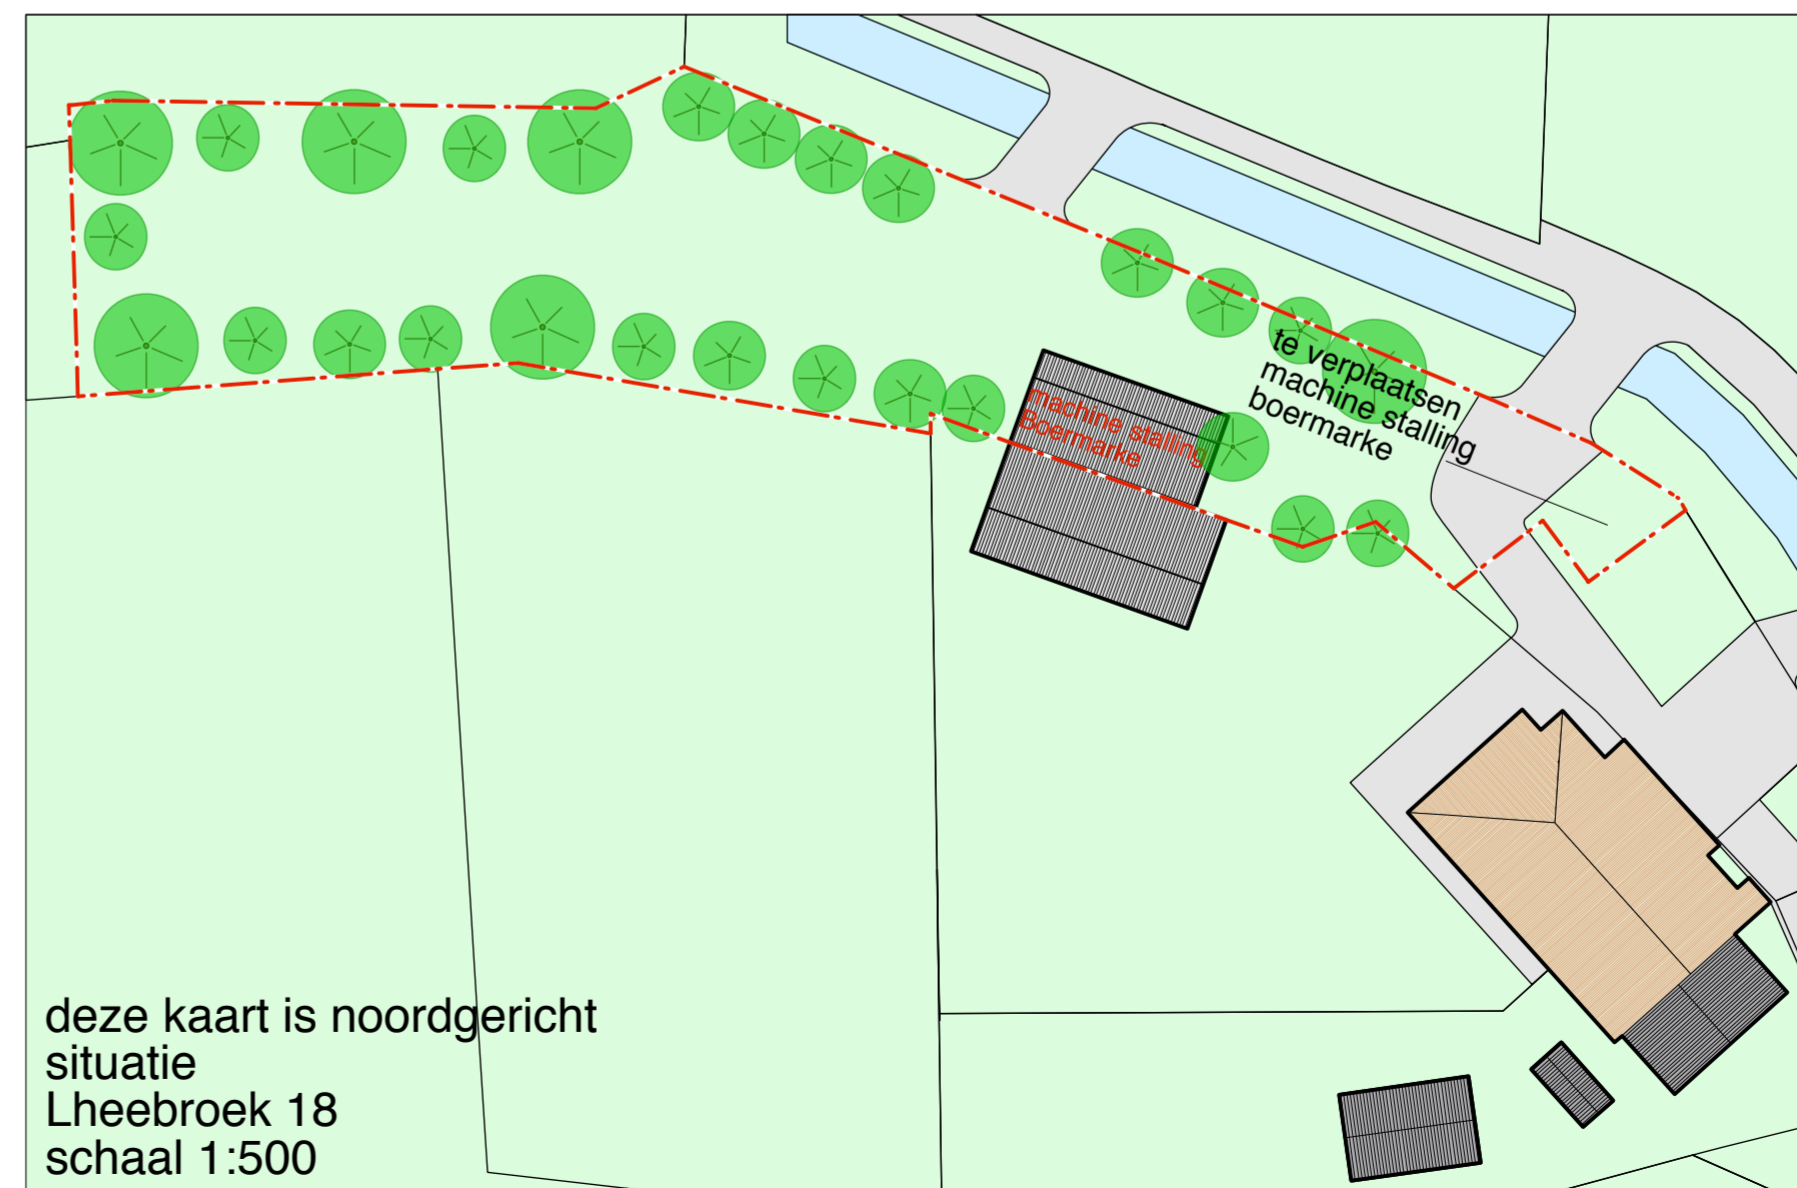 te verplaatsen
machine stalling
boermarke
machine stalling
Boermarke
deze kaart is noordgericht
situatie
Lheebroek 18
schaal 1:500